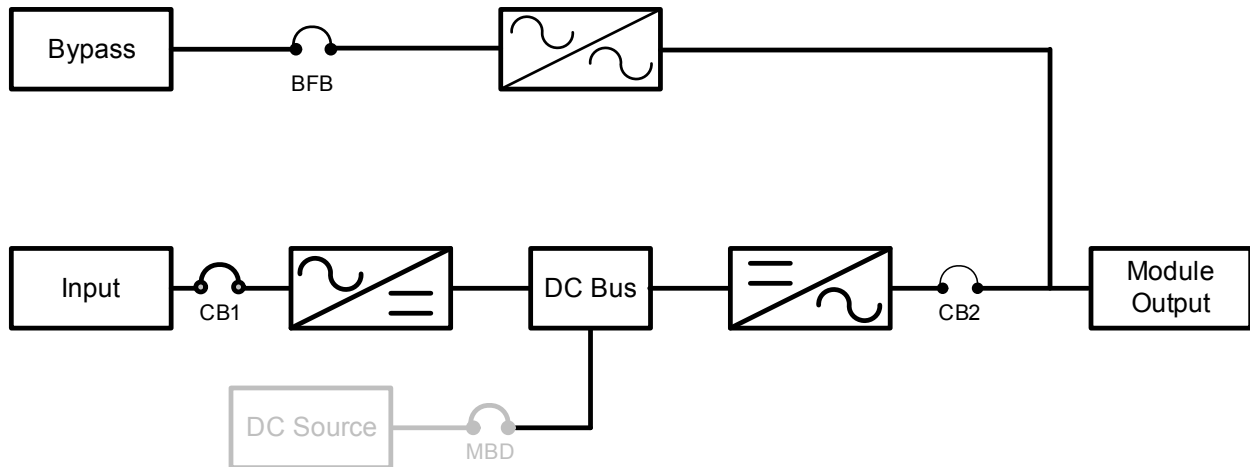 Bypass
BFB
Input
CB1
DC Bus
CB2
Module
Output
DC Source
MBD